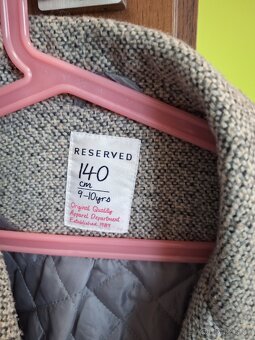 RESERVED
140
cm
9-10yrs
Original Quality
Apparel Department
Established 1989